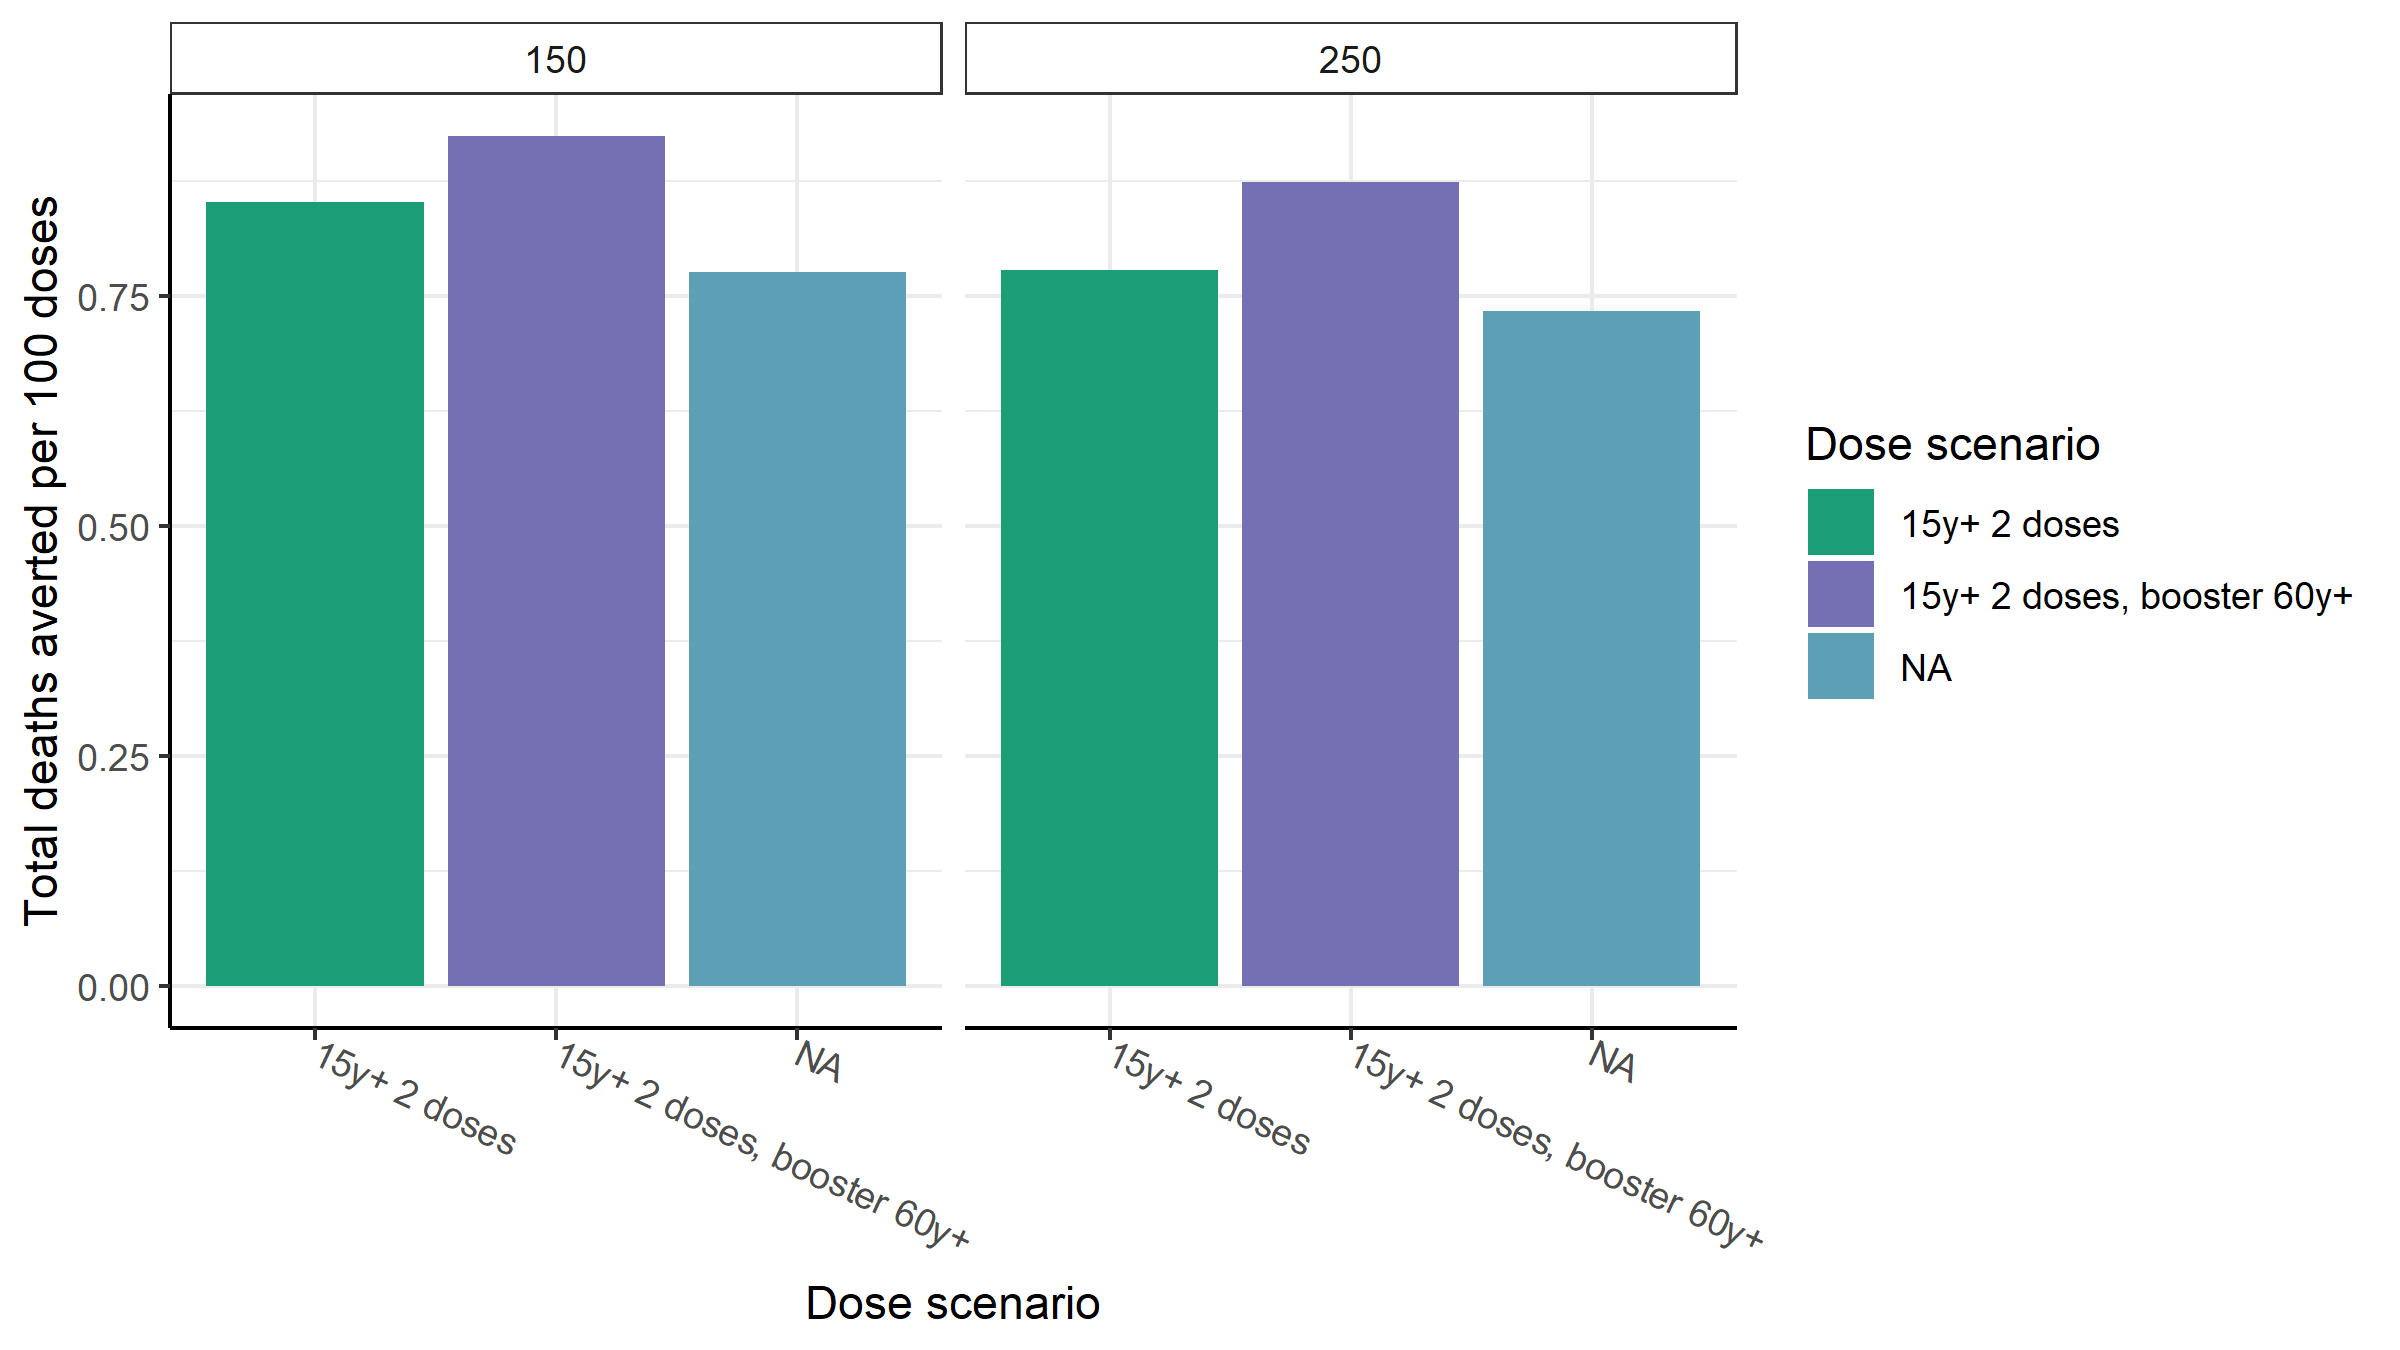 150
250
Total deaths averted per 100 doses
0.75
0.50
0.25
0.00
15y+ 2 doses
15y+ 2 doses, booster 60y+
NA
15y+ 2 doses
15y+ 2 doses, booster 60y+
NA
Dose scenario
Dose scenario
15y+ 2 doses
15y+ 2 doses, booster 60y+
NA